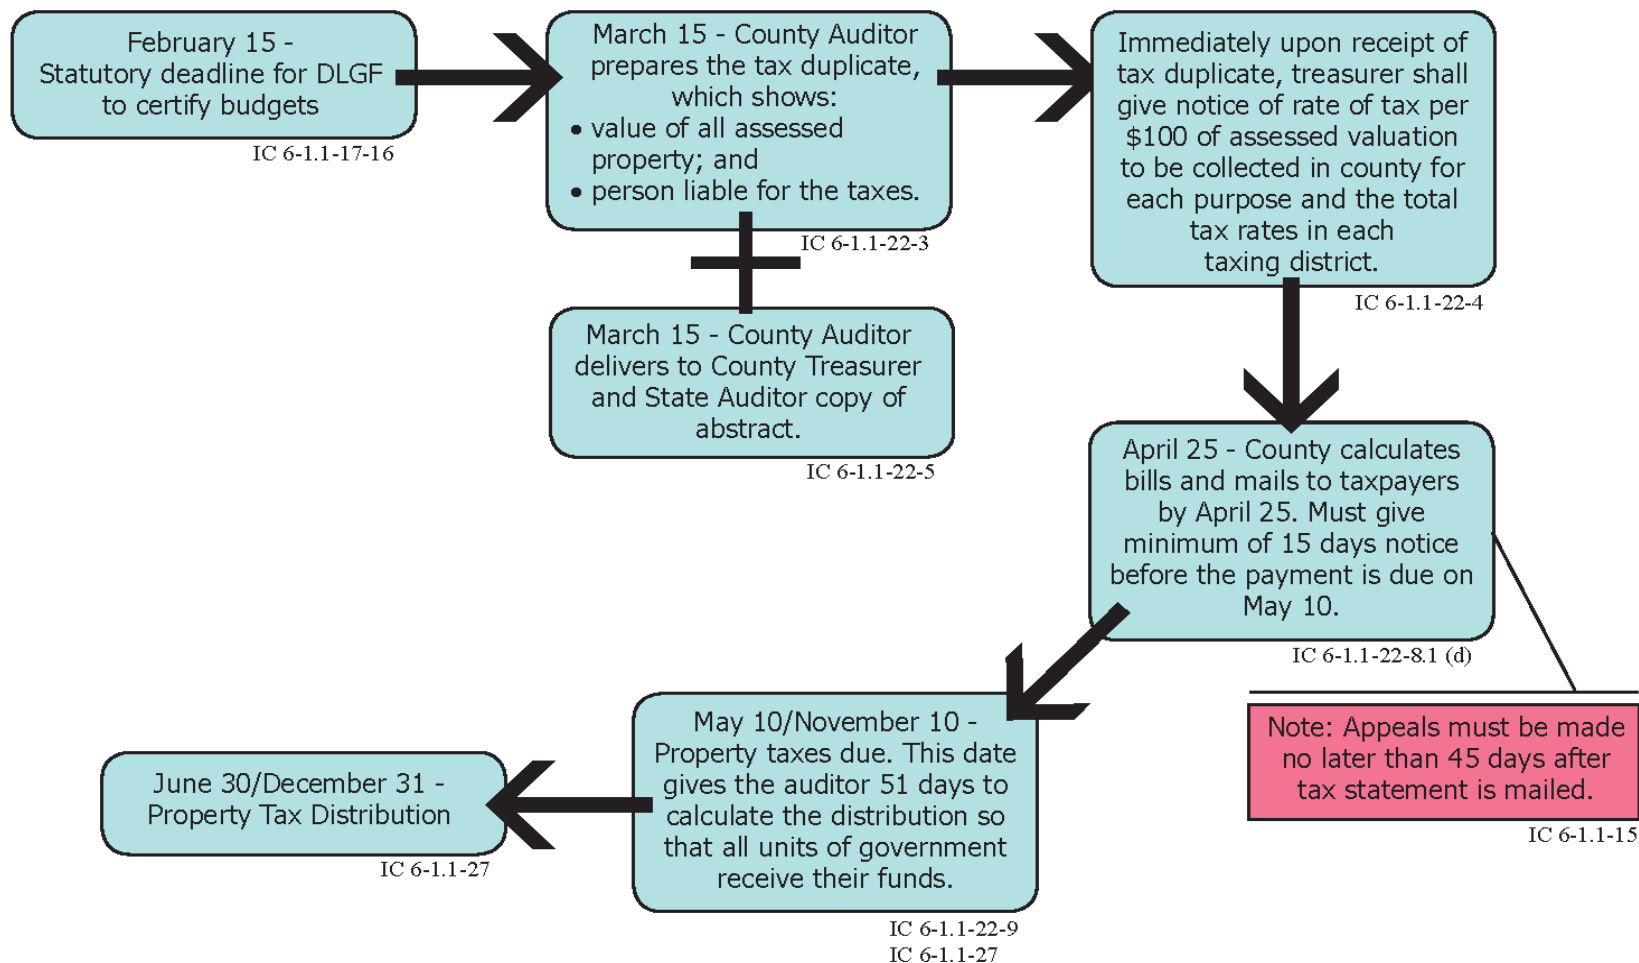 February 15 -
Statutory deadline for DLGF
to certify budgets
IC 6-1.1-17-16
March 15 - County Auditor
prepares the tax duplicate,
which shows:
• value of all assessed
property; and
• person liable for the taxes.
IC 6-1.1-22-3
Immediately upon receipt of
tax duplicate, treasurer shall
give notice of rate of tax per
$100 of assessed valuation
to be collected in county for
each purpose and the total
tax rates in each
taxing district.
IC 6-1.1-22-4
March 15 - County Auditor
delivers to County Treasurer
and State Auditor copy of
abstract.
IC 6-1.1-22-5
April 25 - County calculates
bills and mails to taxpayers
by April 25. Must give
minimum of 15 days notice
before the payment is due on
May 10.
IC 6-1.1-22-8.1 (d)
Note: Appeals must be made
no later than 45 days after
tax statement is mailed.
IC 6-1.1-15
May 10/November 10 -
Property taxes due. This date
gives the auditor 51 days to
calculate the distribution so
that all units of government
receive their funds.
IC 6-1.1-22-9
IC 6-1.1-27
June 30/December 31 -
Property Tax Distribution
IC 6-1.1-27